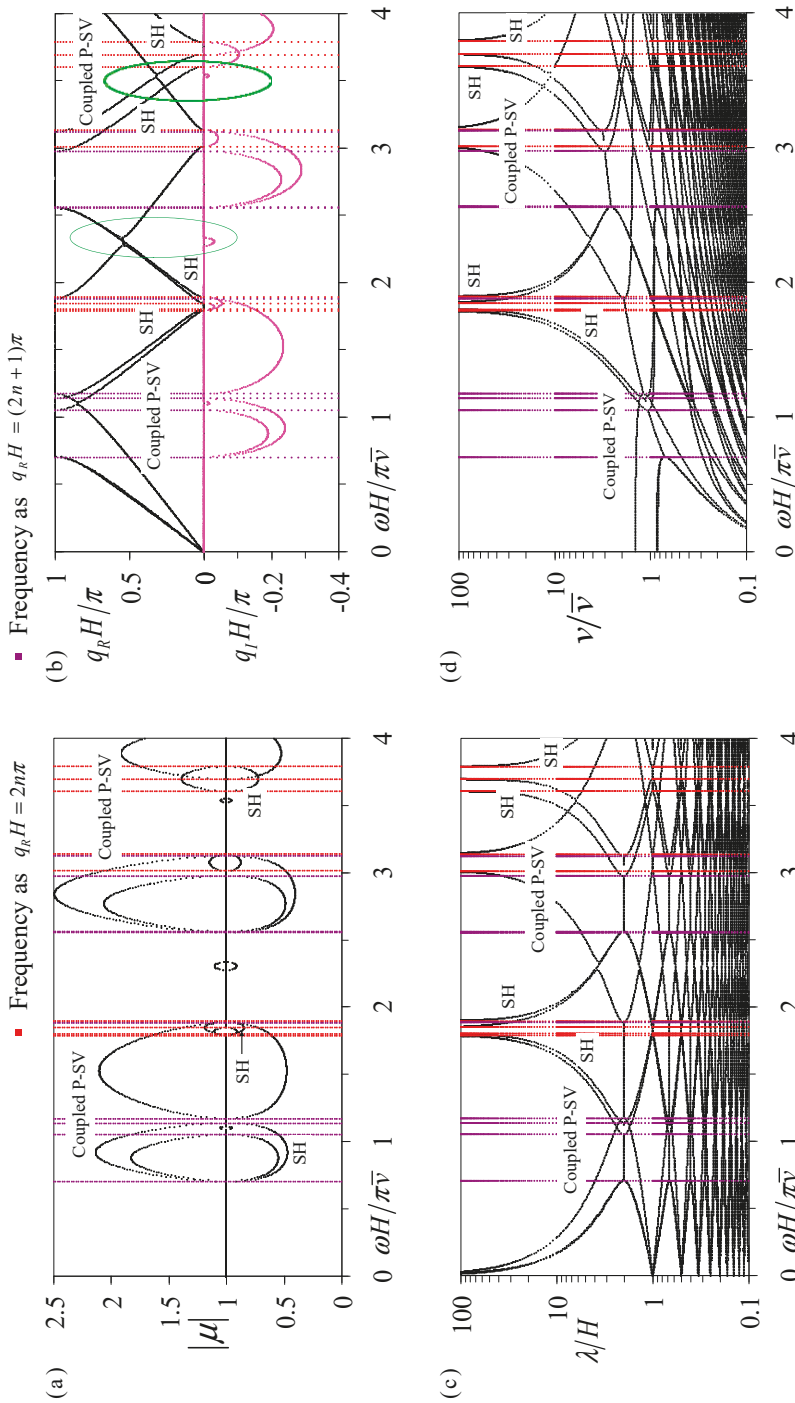 ■ Frequency as q_R H = 2nπ
■ Frequency as q_R H = (2n+1)π
(a)
2.5
2
1.5
1
0.5
0
|μ|
Coupled P-SV
SH
SH
Coupled P-SV
SH
0
1
2
3
4
ωH/πv̅
(b)
1
0.5
0
-0.2
-0.4
q_R H/π
q_I H/π
Coupled P-SV
SH
SH
SH
Coupled P-SV
SH
0
1
2
3
4
ωH/πv̅
(c)
100
10
1
0.1
λ/H
Coupled P-SV
SH
SH
Coupled P-SV
SH
SH
0
1
2
3
4
ωH/πv̅
(d)
100
10
1
0.1
v/v̅
Coupled P-SV
SH
SH
Coupled P-SV
SH
SH
0
1
2
3
4
ωH/πv̅